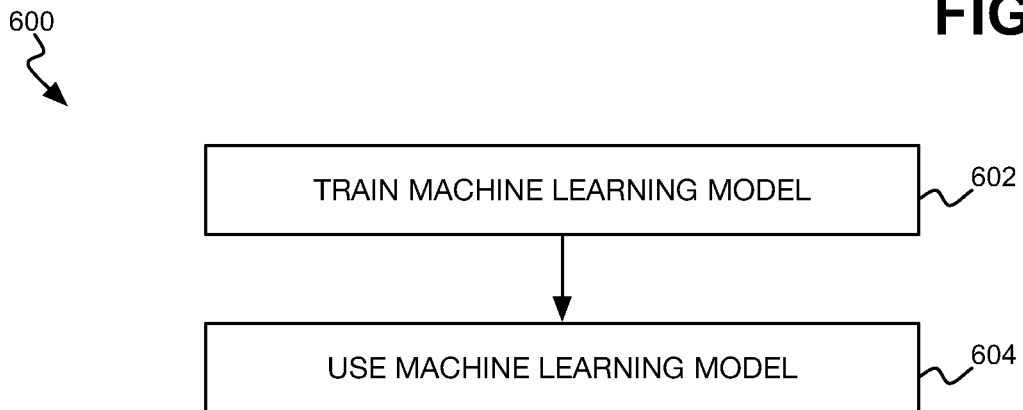 600
FIG
TRAIN MACHINE LEARNING MODEL
602
USE MACHINE LEARNING MODEL
604